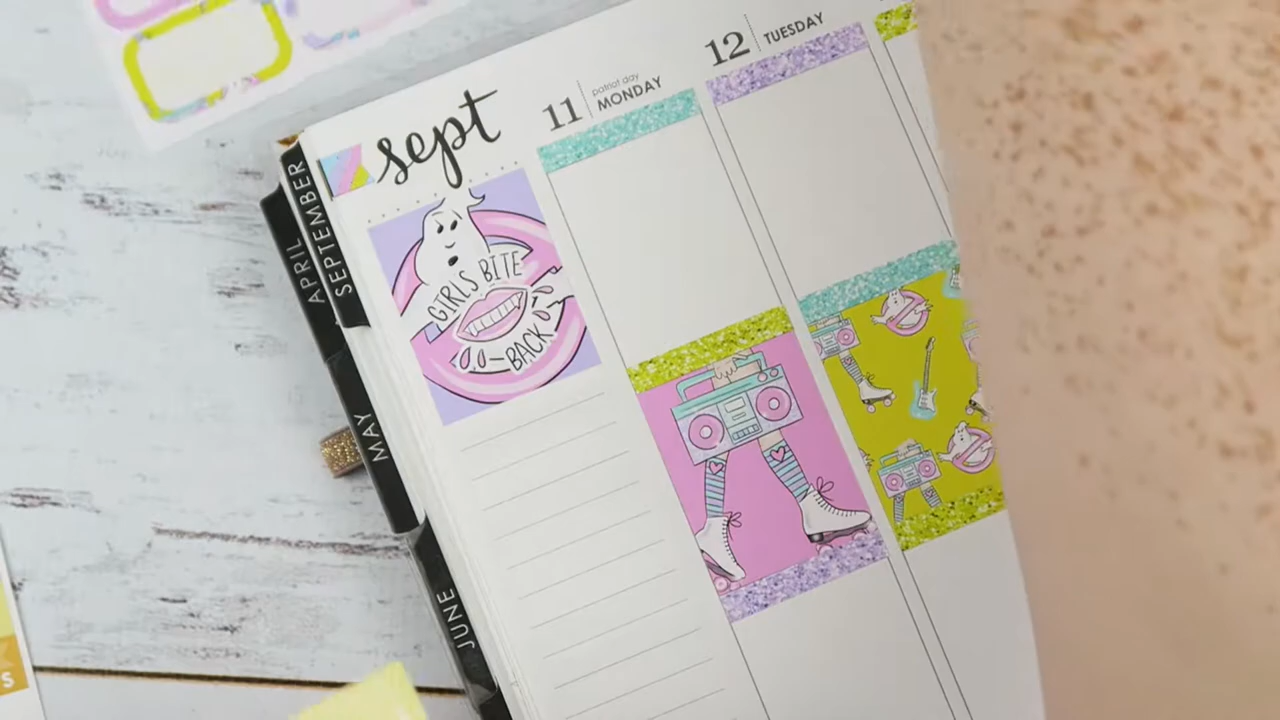 sept
11
patriot day
MONDAY
12
TUESDAY
GIRLS BITE
BACK
APRIL
SEPTEMBER
MAY
JUNE
S